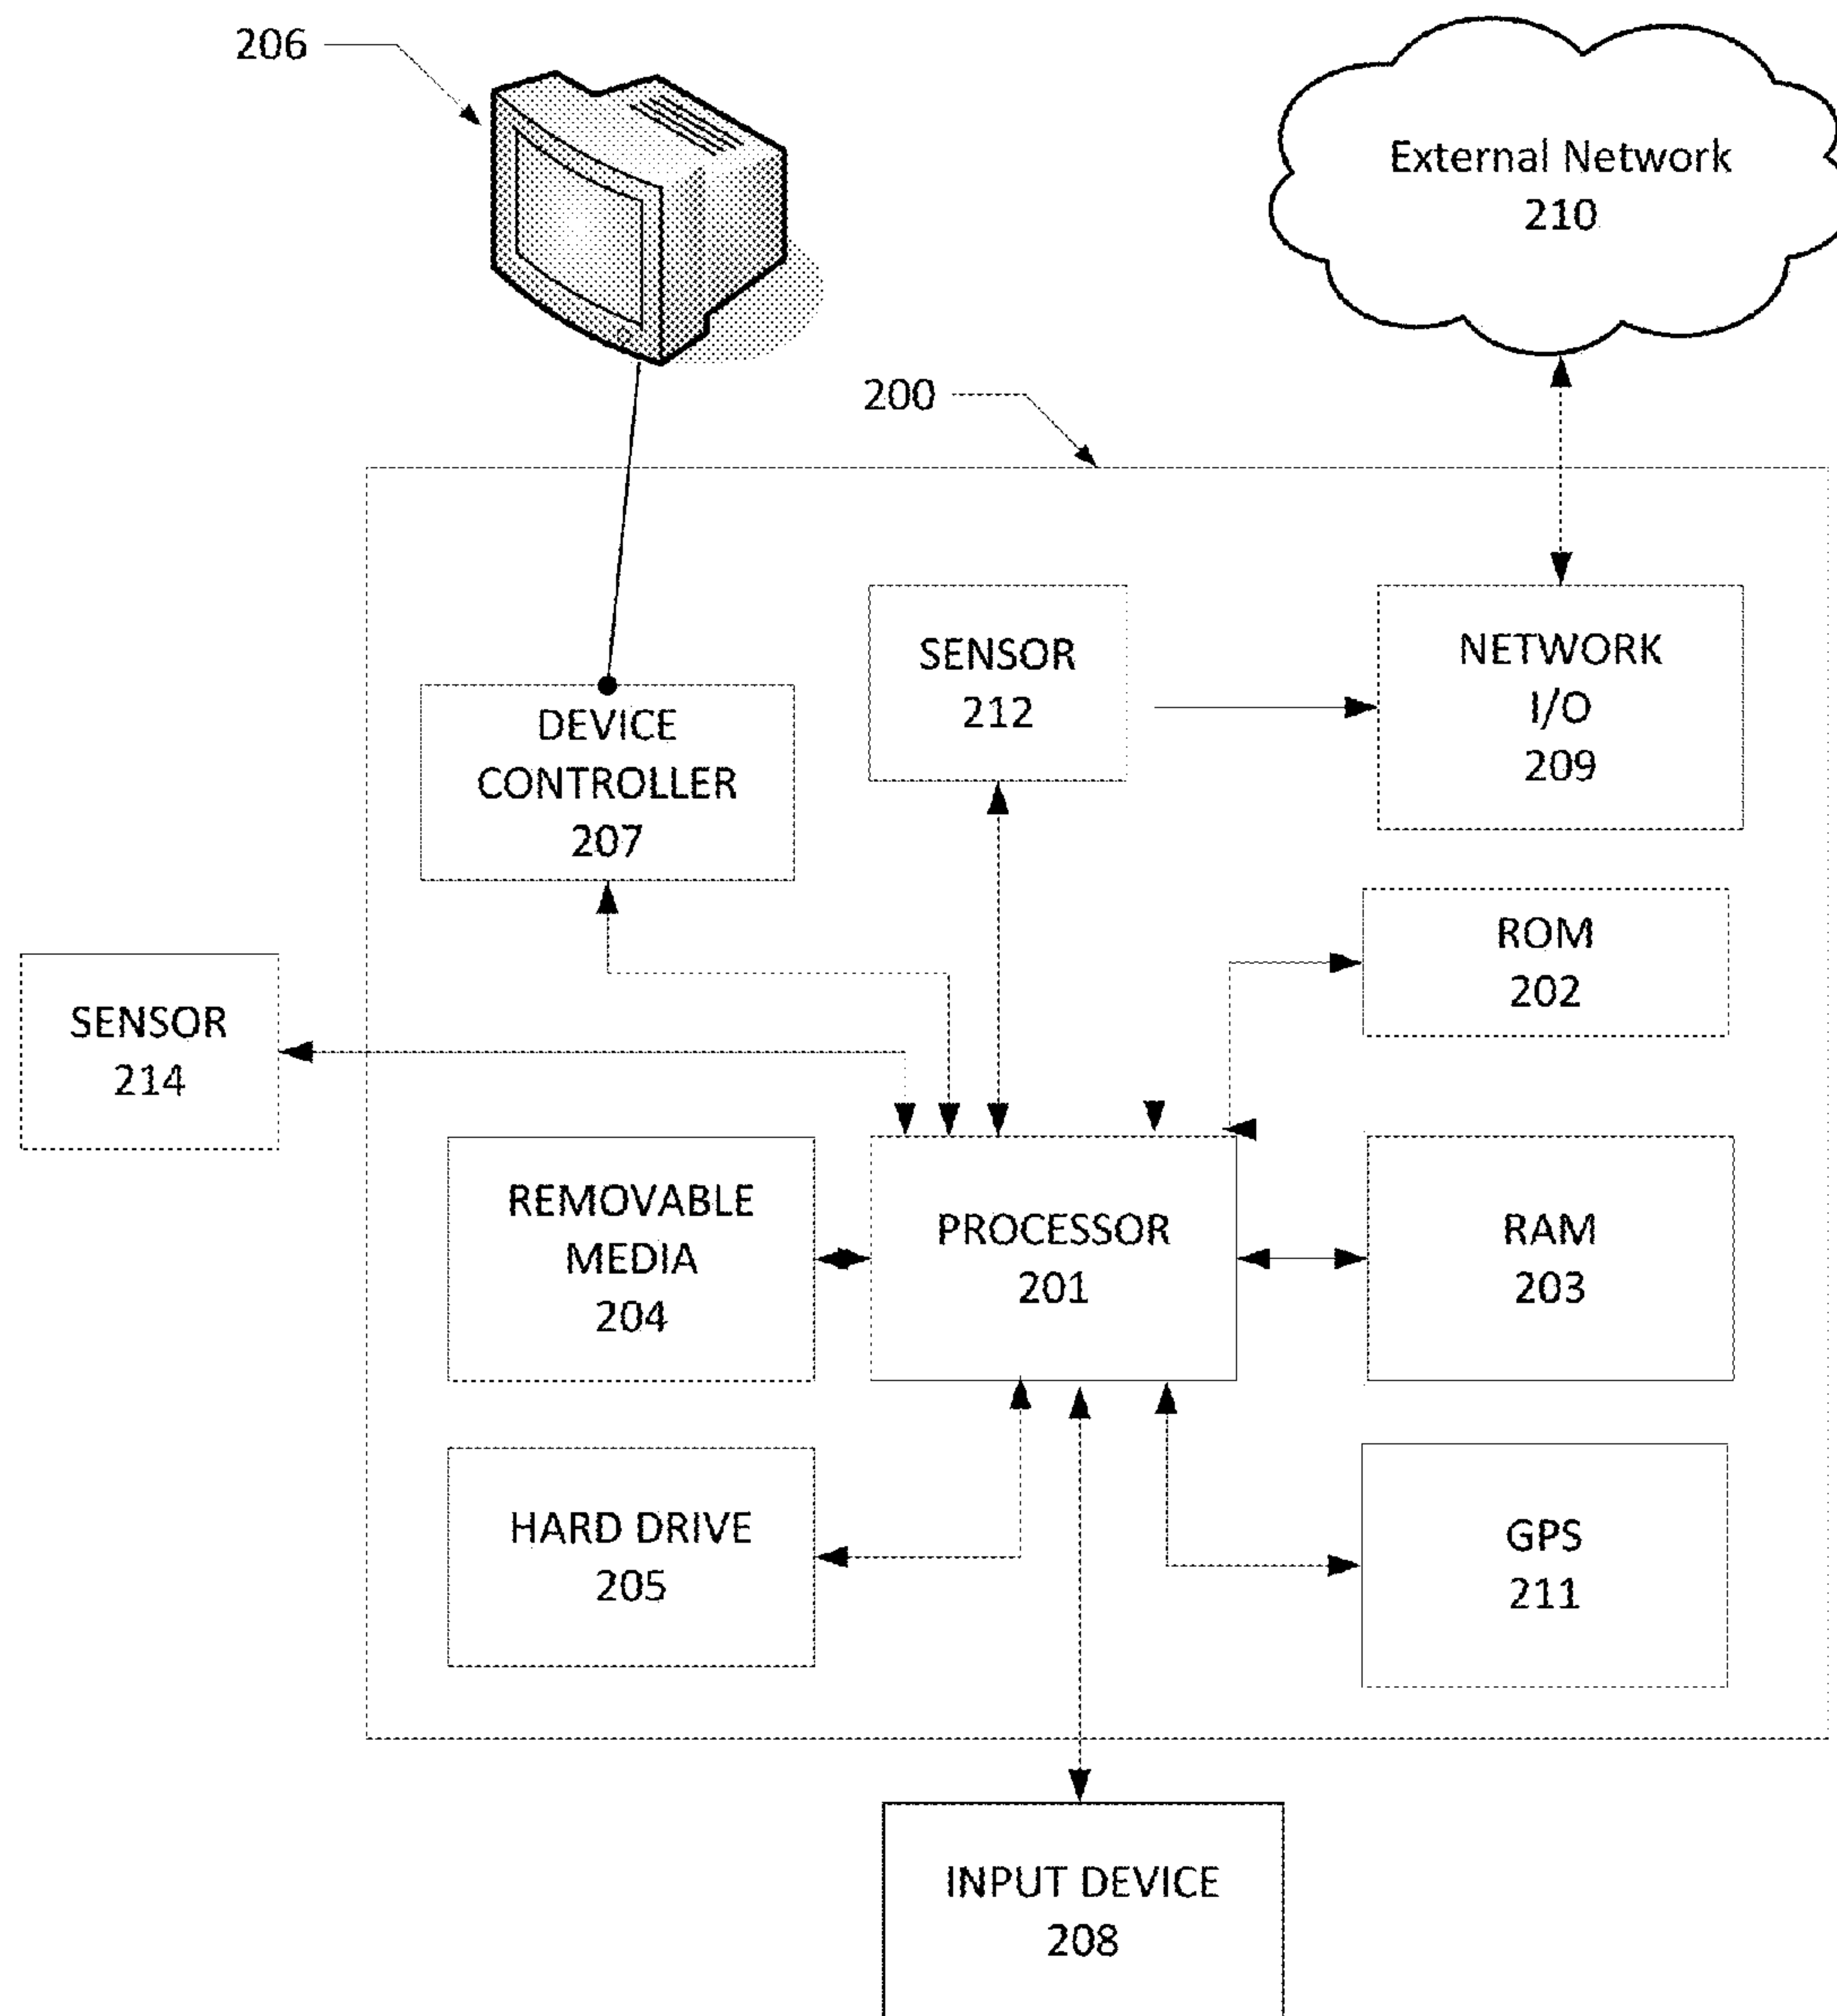 206
External Network
210
200
SENSOR
212
NETWORK
I/O
209
DEVICE
CONTROLLER
207
ROM
202
SENSOR
214
REMOVABLE
MEDIA
204
PROCESSOR
201
RAM
203
HARD DRIVE
205
GPS
211
INPUT DEVICE
208